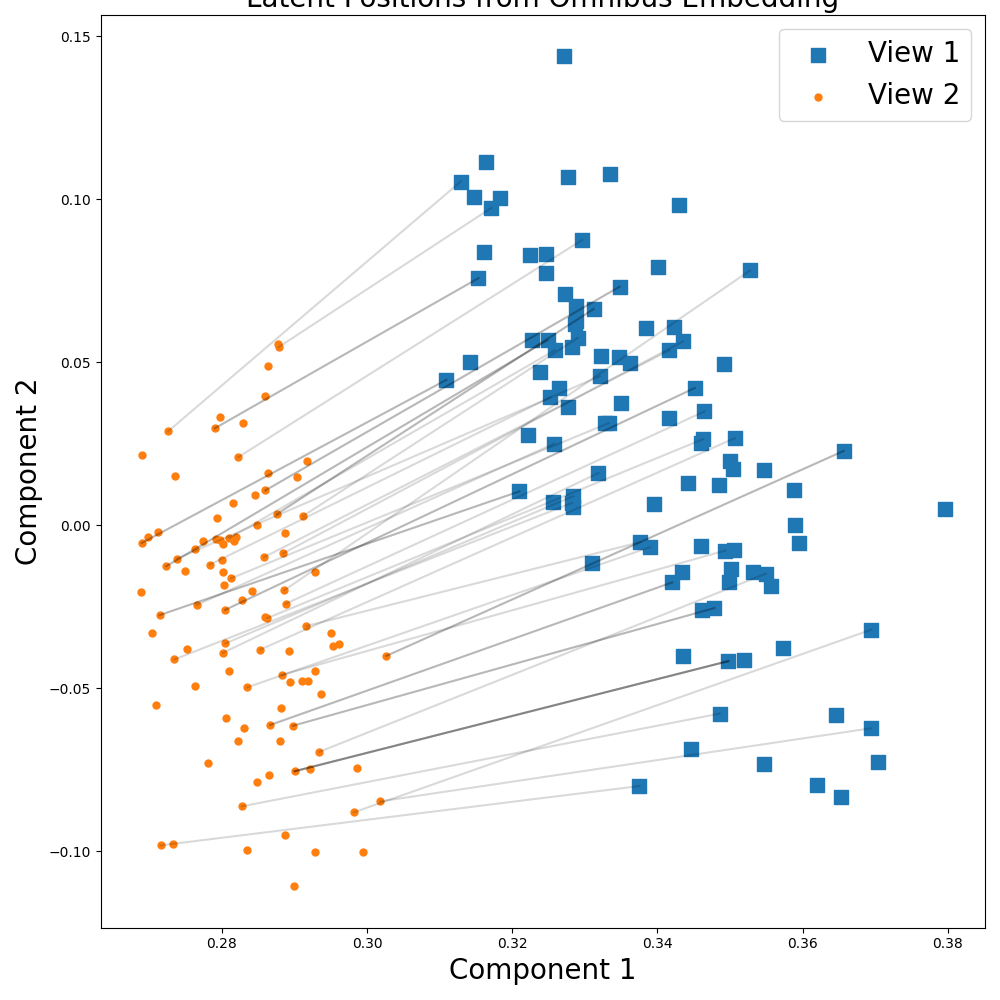 Latent Positions from Omnibus Embedding
View 1
View 2
0.15
0.10
0.05
0.00
−0.05
−0.10
Component 2
0.28 0.30 0.32 0.34 0.36 0.38
Component 1